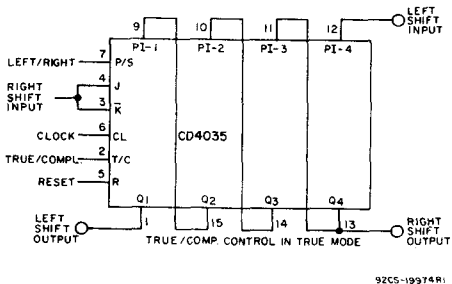 LEFT SHIFT INPUT
9 10 11 12
PI-1 PI-2 PI-3 PI-4
LEFT/RIGHT 7 P/S
RIGHT SHIFT INPUT
4 J
3 K̅
CLOCK 6 CL
CD4035
TRUE/COMPL. 2 T/C
RESET 5 R
Q1 Q2 Q3 Q4
LEFT SHIFT OUTPUT
1 15 14 13
RIGHT SHIFT OUTPUT
TRUE/COMP. CONTROL IN TRUE MODE
92CS-19974R1